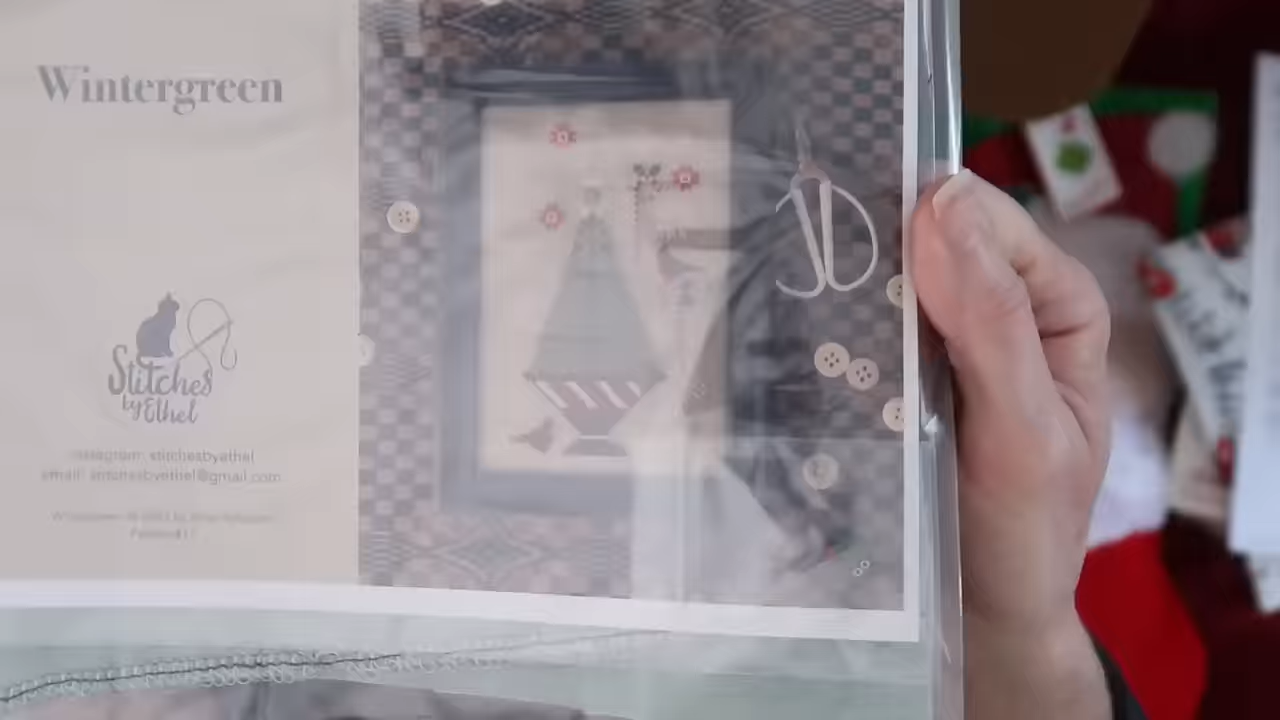 Wintergreen
Stitches
by Ethel
instagram: stitchesbyethel
email: stitchesbyethel@gmail.com